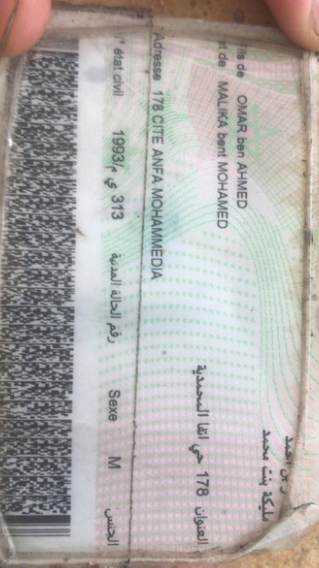 Fils de OMAR ben AHMED
et de MALIKA bent MOHAMED
بن احمد
مليكة بنت محمد
Adresse 178 CITE ANFA MOHAMMEDIA
العنوان 178 حي انفا المحمدية
N° état civil 313 ي م/1993 رقم الحالة المدنية
Sexe M الجنس